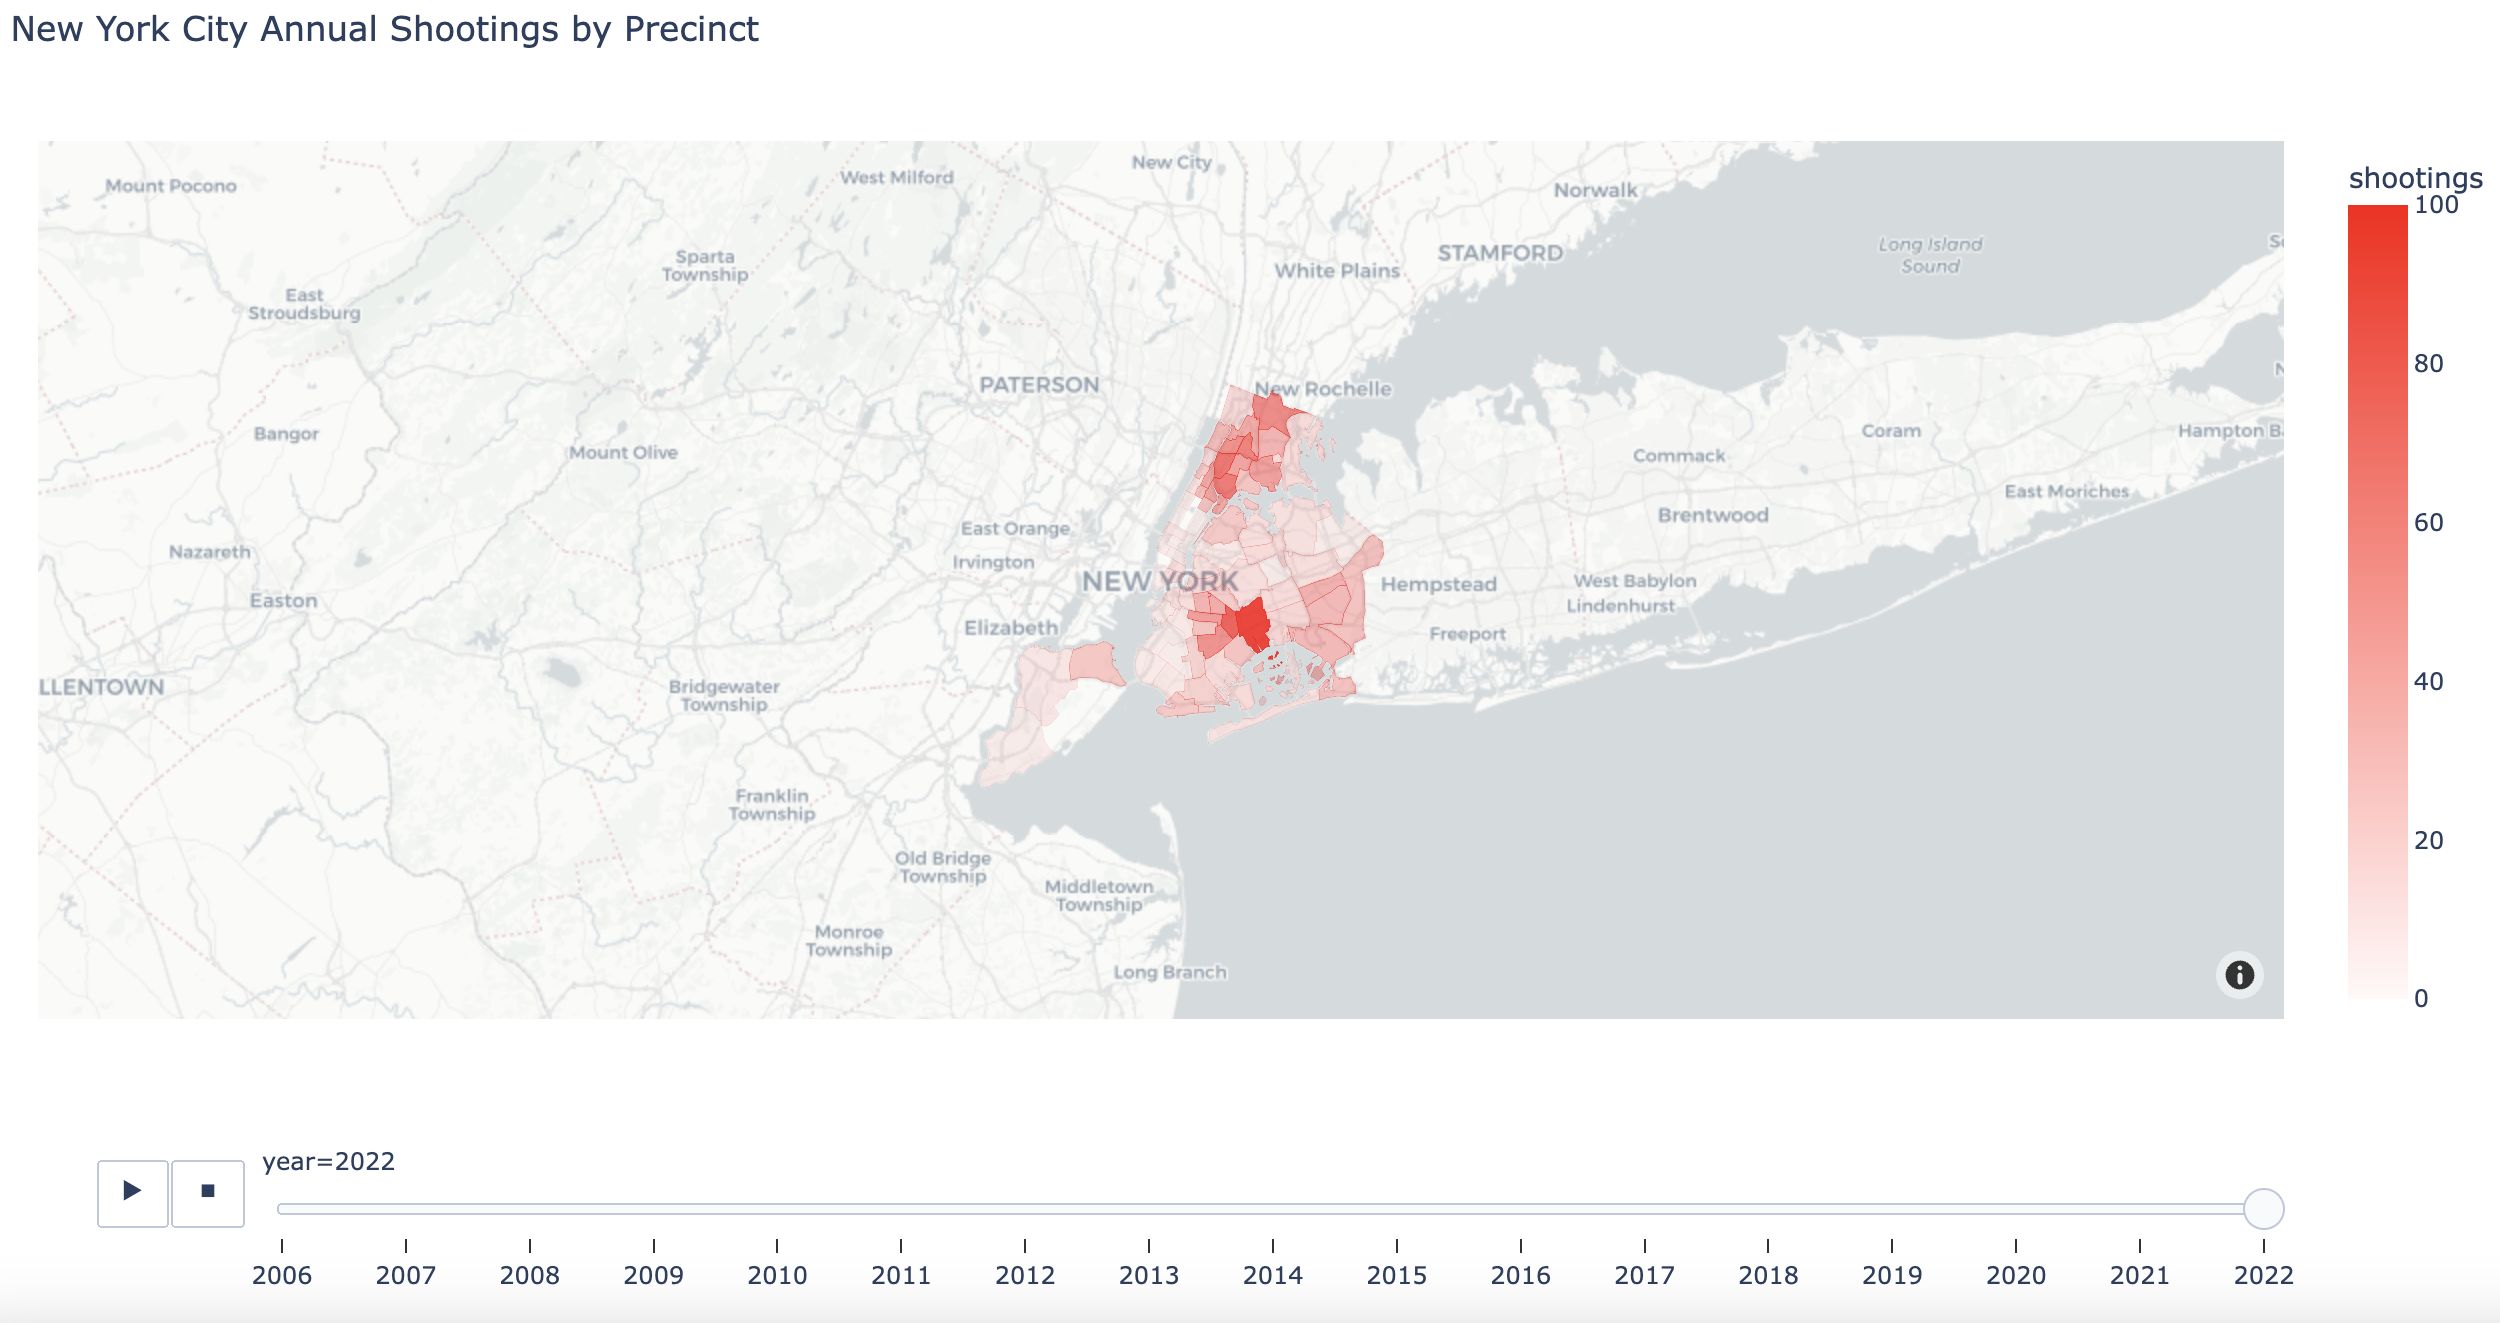 New York City Annual Shootings by Precinct
New City
Mount Pocono
West Milford
Norwalk
Sparta
Township
STAMFORD
Long Island
Sound
White Plains
East
Stroudsburg
PATERSON
New Rochelle
Bangor
Mount Olive
Commack
Coram
Hampton B
East Moriches
Brentwood
East Orange
Nazareth
Irvington
NEW YORK
Hempstead
West Babylon
Easton
Lindenhurst
Elizabeth
Freeport
LLENTOWN
Bridgewater
Township
Franklin
Township
Old Bridge
Township
Middletown
Township
Monroe
Township
Long Branch
shootings
100
80
60
40
20
0
year=2022
2006 2007 2008 2009 2010 2011 2012 2013 2014 2015 2016 2017 2018 2019 2020 2021 2022